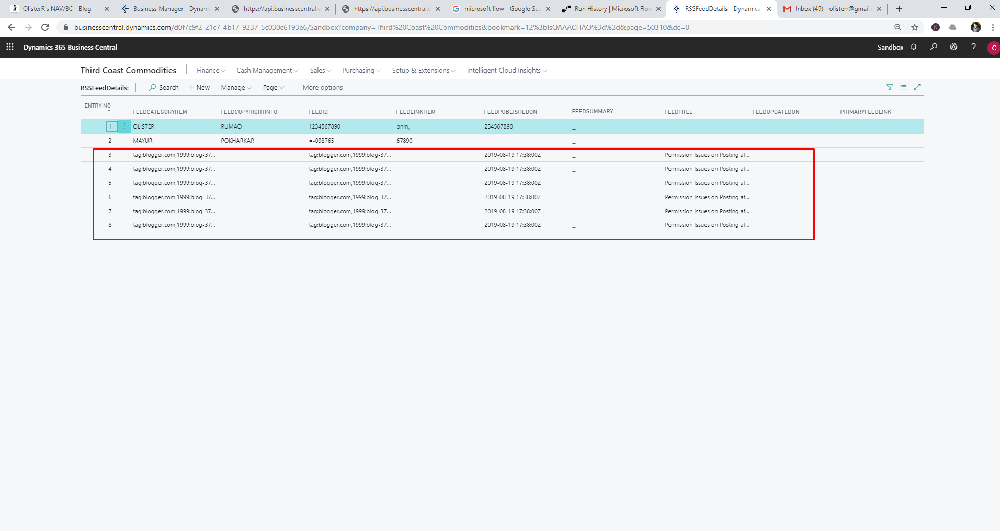 OlisterR's NAV/BC - Blog Business Manager - Dynami https://api.businesscentral.d https://api.businesscentral.d microsoft flow - Google Sea Run History | Microsoft Flow RSSFeedDetails - Dynamics Inbox (49) - olisterr@gmail.
businesscentral.dynamics.com/d0f7c9f2-21c7-4b17-9237-5c030c6193e6/Sandbox?company=Third%20Coast%20Commodities&bookmark=12%3bIsQAAACHAQ%3d%3d&page=50310&dc=0 K
Dynamics 365 Business Central Sandbox ? C
Third Coast Commodities Finance Cash Management Sales Purchasing Setup & Extensions Intelligent Cloud Insights
RSSFeedDetails: Search New Manage Page More options
ENTRY NO ↑ FEEDCATEGORYITEM FEEDCOPYRIGHTINFO FEEDID FEEDLINKITEM FEEDPUBLISHEDON FEEDSUMMARY FEEDTITLE FEEDUPDATEDON PRIMARYFEEDLINK
1 OLISTER RUMAO 1234567890 bnm, 234567890 _
2 MAYUR POKHARKAR =-098765 67890 _
3 tag:blogger.com,1999:blog-37... tag:blogger.com,1999:blog-37... 2019-08-19 17:38:00Z _ Permission Issues on Posting af...
4 tag:blogger.com,1999:blog-37... tag:blogger.com,1999:blog-37... 2019-08-19 17:38:00Z _ Permission Issues on Posting af...
5 tag:blogger.com,1999:blog-37... tag:blogger.com,1999:blog-37... 2019-08-19 17:38:00Z _ Permission Issues on Posting af...
6 tag:blogger.com,1999:blog-37... tag:blogger.com,1999:blog-37... 2019-08-19 17:38:00Z _ Permission Issues on Posting af...
7 tag:blogger.com,1999:blog-37... tag:blogger.com,1999:blog-37... 2019-08-19 17:38:00Z _ Permission Issues on Posting af...
8 tag:blogger.com,1999:blog-37... tag:blogger.com,1999:blog-37... 2019-08-19 17:38:00Z _ Permission Issues on Posting af...